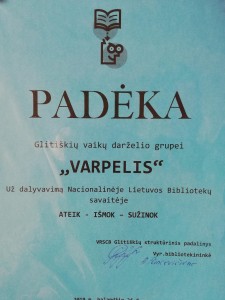 PADĖKA
Glitiškių vaikų darželio grupei
„VARPELIS“
Už dalyvavimą Nacionalinėje Lietuvos Bibliotekų
savaitėje
ATEIK - IŠMOK - SUŽINOK
VRSCB Glitiškių struktūrinis padalinys
Vyr.bibliotekininkė